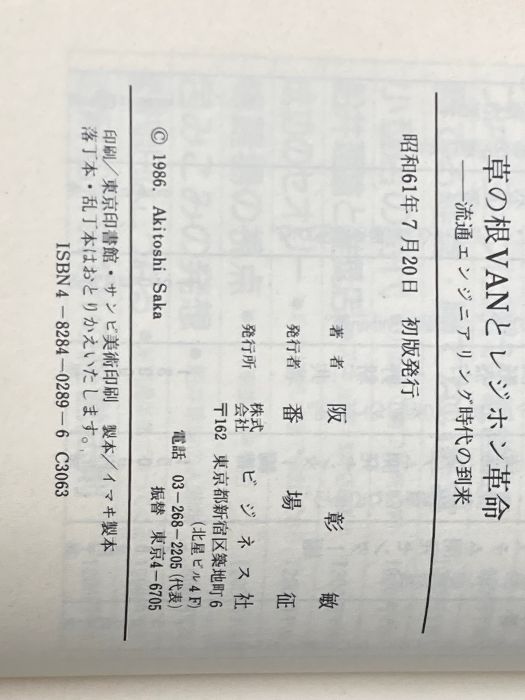 草の根VANとレジホン革命
――流通エンジニアリング時代の到来
昭和61年7月20日　初版発行
著者　阪　彰敏
発行者　番場　征
発行所　株式会社　ビジネス社
〒162　東京都新宿区築地町6
(北星ビル4F)
電話　03－268－2205(代表)
振替　東京4－6705
© 1986. Akitoshi Saka
印刷／東京印書館・サンビ美術印刷　製本／イマヰ製本
落丁本・乱丁本はおとりかえいたします。
ISBN4－8284－0289－6　C3063